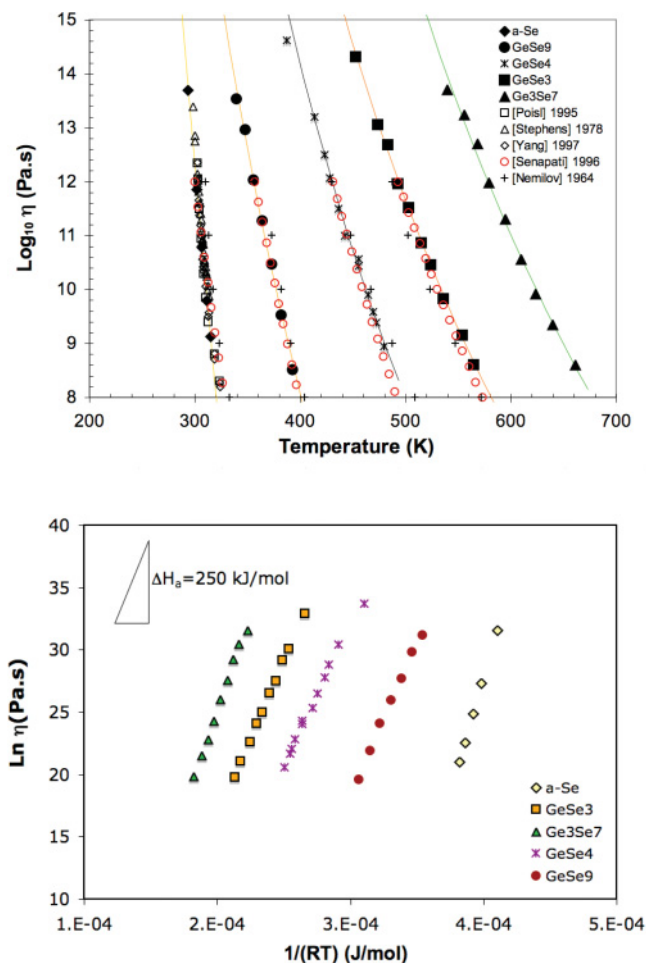 15
14
13
12
11
10
9
8
Log₁₀ η (Pa.s)
a-Se
GeSe9
GeSe4
GeSe3
Ge3Se7
[Poisl] 1995
[Stephens] 1978
[Yang] 1997
[Senapati] 1996
[Nemilov] 1964
200 300 400 500 600 700
Temperature (K)
40
35
30
25
20
15
10
Ln η(Pa.s)
ΔHₐ=250 kJ/mol
a-Se
GeSe3
Ge3Se7
GeSe4
GeSe9
1.E-04 2.E-04 3.E-04 4.E-04 5.E-04
1/(RT) (J/mol)